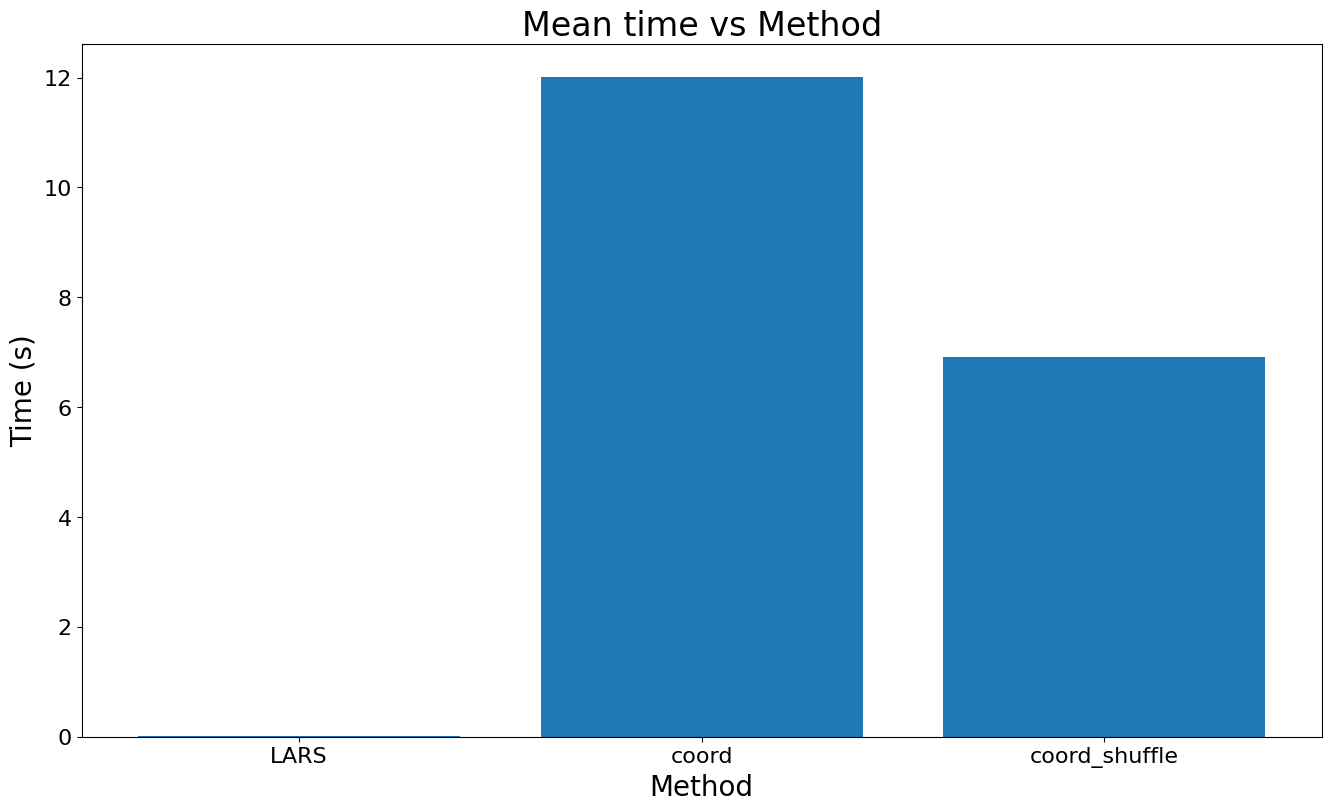 Mean time vs Method
12
10
8
6
4
2
0
Time (s)
LARS
coord
coord_shuffle
Method